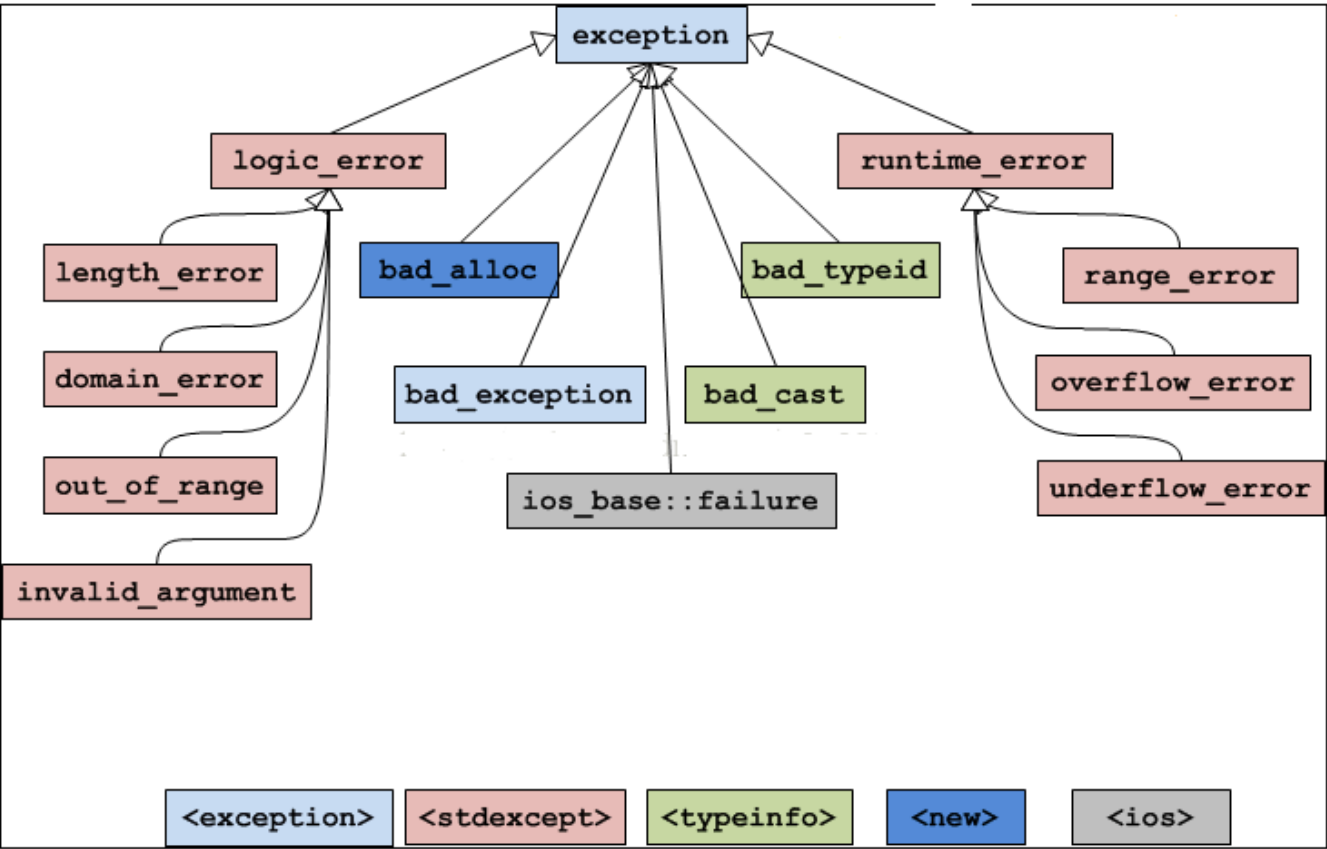 exception
logic_error
runtime_error
length_error
bad_alloc
bad_typeid
range_error
domain_error
bad_exception
bad_cast
overflow_error
out_of_range
ios_base::failure
underflow_error
invalid_argument
<exception>
<stdexcept>
<typeinfo>
<new>
<ios>